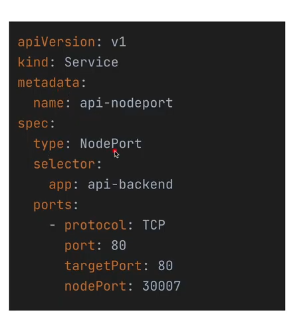 apiVersion: v1
kind: Service
metadata:
  name: api-nodeport
spec:
  type: NodePort
  selector:
    app: api-backend
  ports:
    - protocol: TCP
      port: 80
      targetPort: 80
      nodePort: 30007